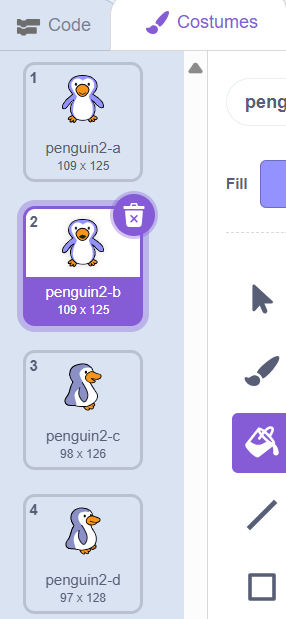 Code
Costumes
1
penguin2-a
109 x 125
2
penguin2-b
109 x 125
3
penguin2-c
98 x 126
4
penguin2-d
97 x 128
peng
Fill